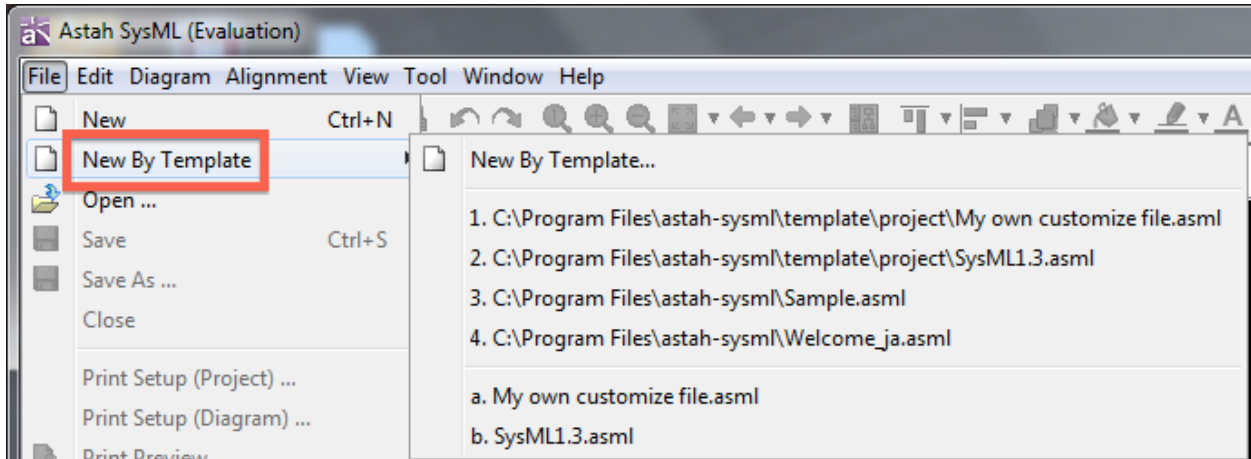 Astah SysML (Evaluation)
File Edit Diagram Alignment View Tool Window Help
New Ctrl+N
New By Template
Open ...
Save Ctrl+S
Save As ...
Close
Print Setup (Project) ...
Print Setup (Diagram) ...
Print Preview
New By Template...
1. C:\Program Files\astah-sysml\template\project\My own customize file.asml
2. C:\Program Files\astah-sysml\template\project\SysML1.3.asml
3. C:\Program Files\astah-sysml\Sample.asml
4. C:\Program Files\astah-sysml\Welcome_ja.asml
a. My own customize file.asml
b. SysML1.3.asml